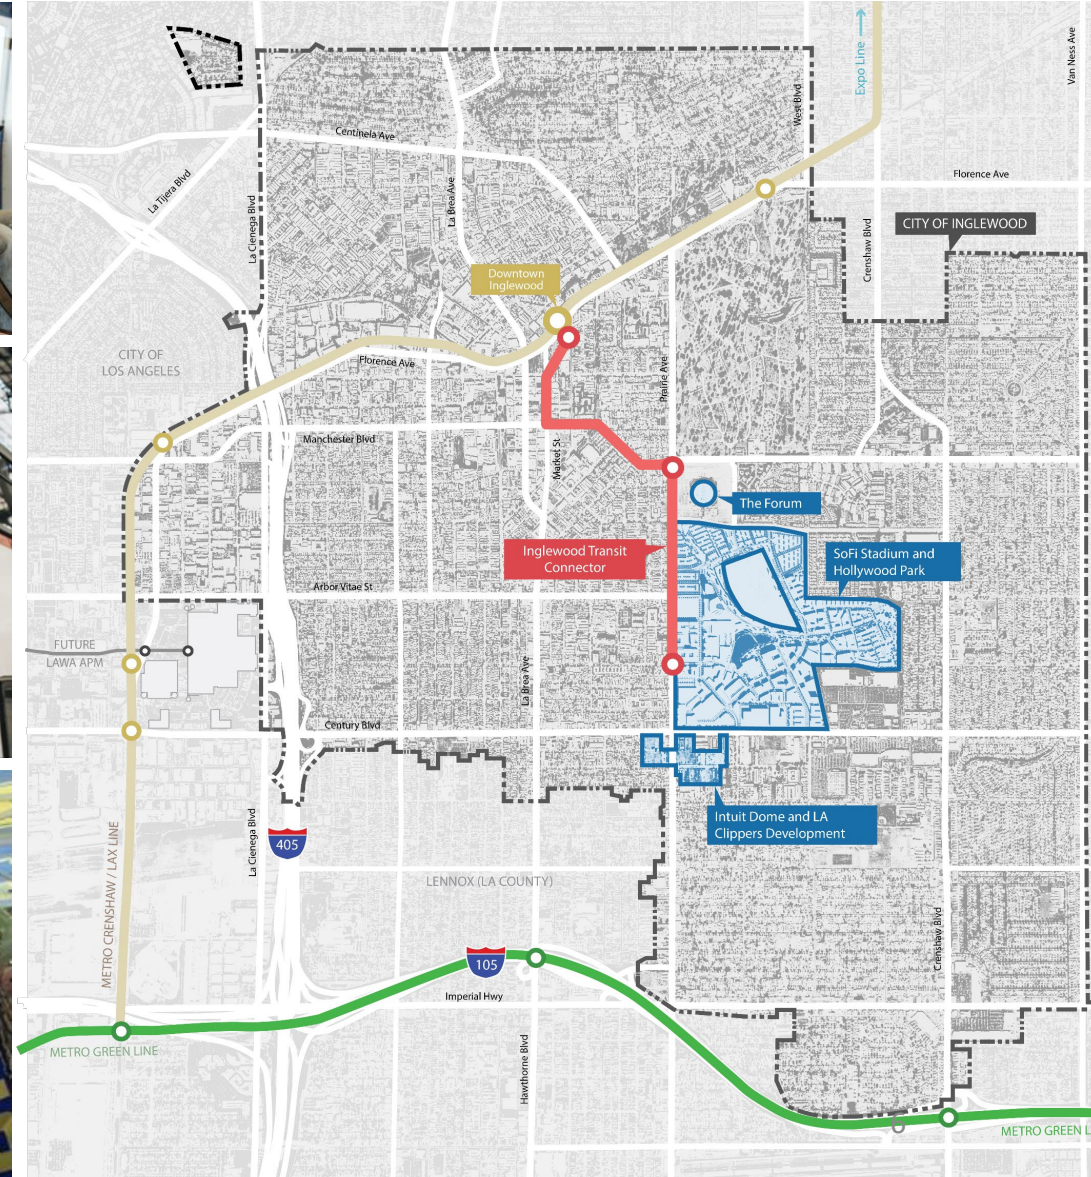 Expo Line
Van Ness Ave
West Blvd
Centinela Ave
La Tijera Blvd
La Brea Ave
Florence Ave
La Cienega Blvd
Crenshaw Blvd
CITY OF INGLEWOOD
Downtown
Inglewood
CITY OF
LOS ANGELES
Florence Ave
Prairie Ave
Manchester Blvd
Market St
The Forum
Inglewood Transit
Connector
SoFi Stadium and
Hollywood Park
Arbor Vitae St
FUTURE
LAWA APM
La Brea Ave
Century Blvd
Intuit Dome and LA
Clippers Development
La Cienega Blvd
405
LENNOX (LA COUNTY)
METRO CRENSHAW / LAX LINE
Crenshaw Blvd
105
Imperial Hwy
METRO GREEN LINE
Hawthorne Blvd
METRO GREEN L